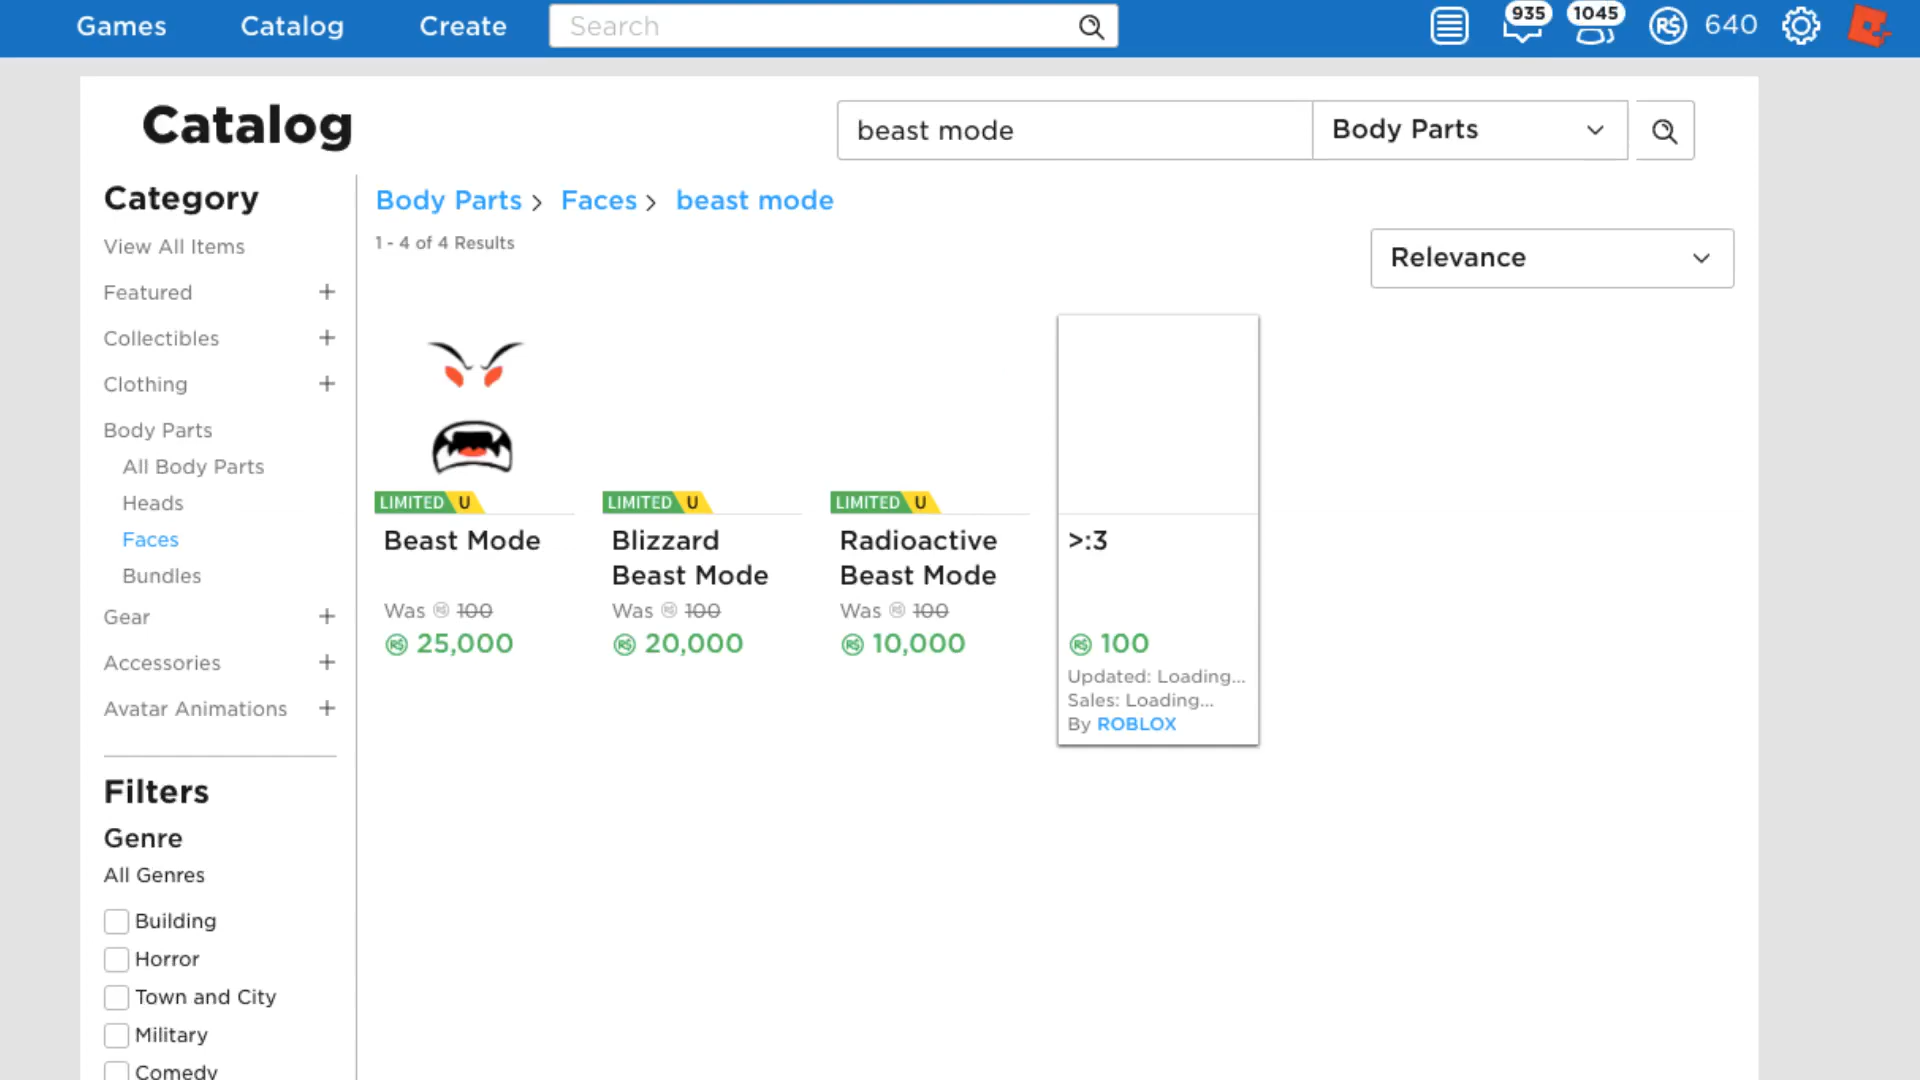 Games Catalog Create Search 935 1045 R$ 640
Catalog
beast mode Body Parts
Category
View All Items
Featured +
Collectibles +
Clothing +
Body Parts
All Body Parts
Heads
Faces
Bundles
Gear +
Accessories +
Avatar Animations +
Filters
Genre
All Genres
Building
Horror
Town and City
Military
Comedy
Body Parts > Faces > beast mode
1 - 4 of 4 Results
Relevance
LIMITED U
Beast Mode
Was R$ 100
R$ 25,000
LIMITED U
Blizzard
Beast Mode
Was R$ 100
R$ 20,000
LIMITED U
Radioactive
Beast Mode
Was R$ 100
R$ 10,000
>:3
R$ 100
Updated: Loading...
Sales: Loading...
By ROBLOX